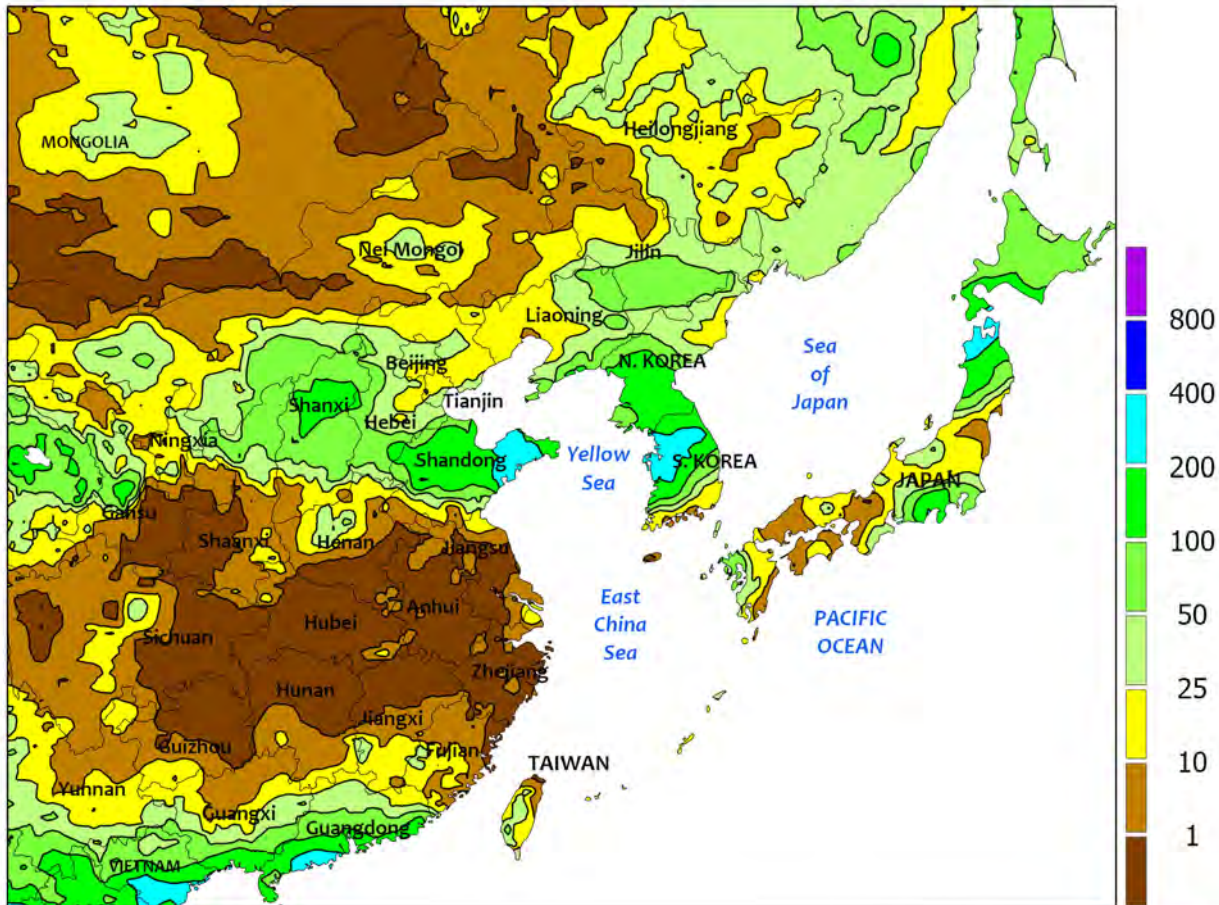 Heilongjiang
MONGOLIA
Nei Mongol
Jilin
Liaoning
Beijing
N. KOREA
Sea
of
Japan
Shanxi
Tianjin
Hebei
Ningxia
Shandong
Yellow
Sea
S. KOREA
JAPAN
Gansu
Shaanxi
Henan
Jiangsu
Anhui
Hubei
Sichuan
East
China
Sea
PACIFIC
OCEAN
Zhejiang
Hunan
Jiangxi
Guizhou
Fujian
TAIWAN
Yunnan
Guangxi
Guangdong
VIETNAM
800
400
200
100
50
25
10
1